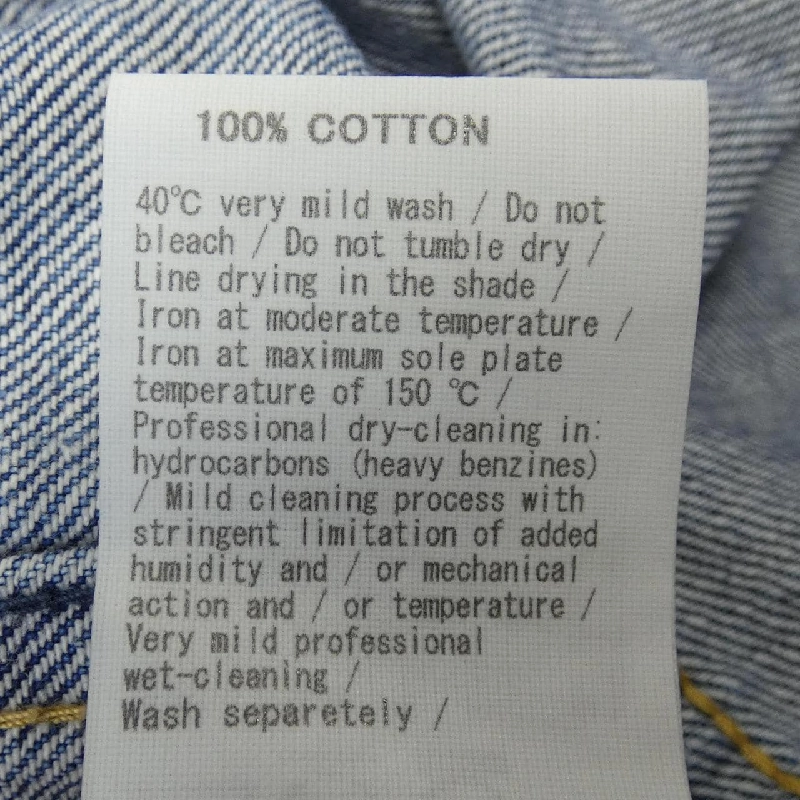 100% COTTON
40℃ very mild wash / Do not
bleach / Do not tumble dry /
Line drying in the shade /
Iron at moderate temperature /
Iron at maximum sole plate
temperature of 150 ℃ /
Professional dry-cleaning in:
hydrocarbons (heavy benzines)
/ Mild cleaning process with
stringent limitation of added
humidity and / or mechanical
action and / or temperature /
Very mild professional
wet-cleaning /
Wash separetely /